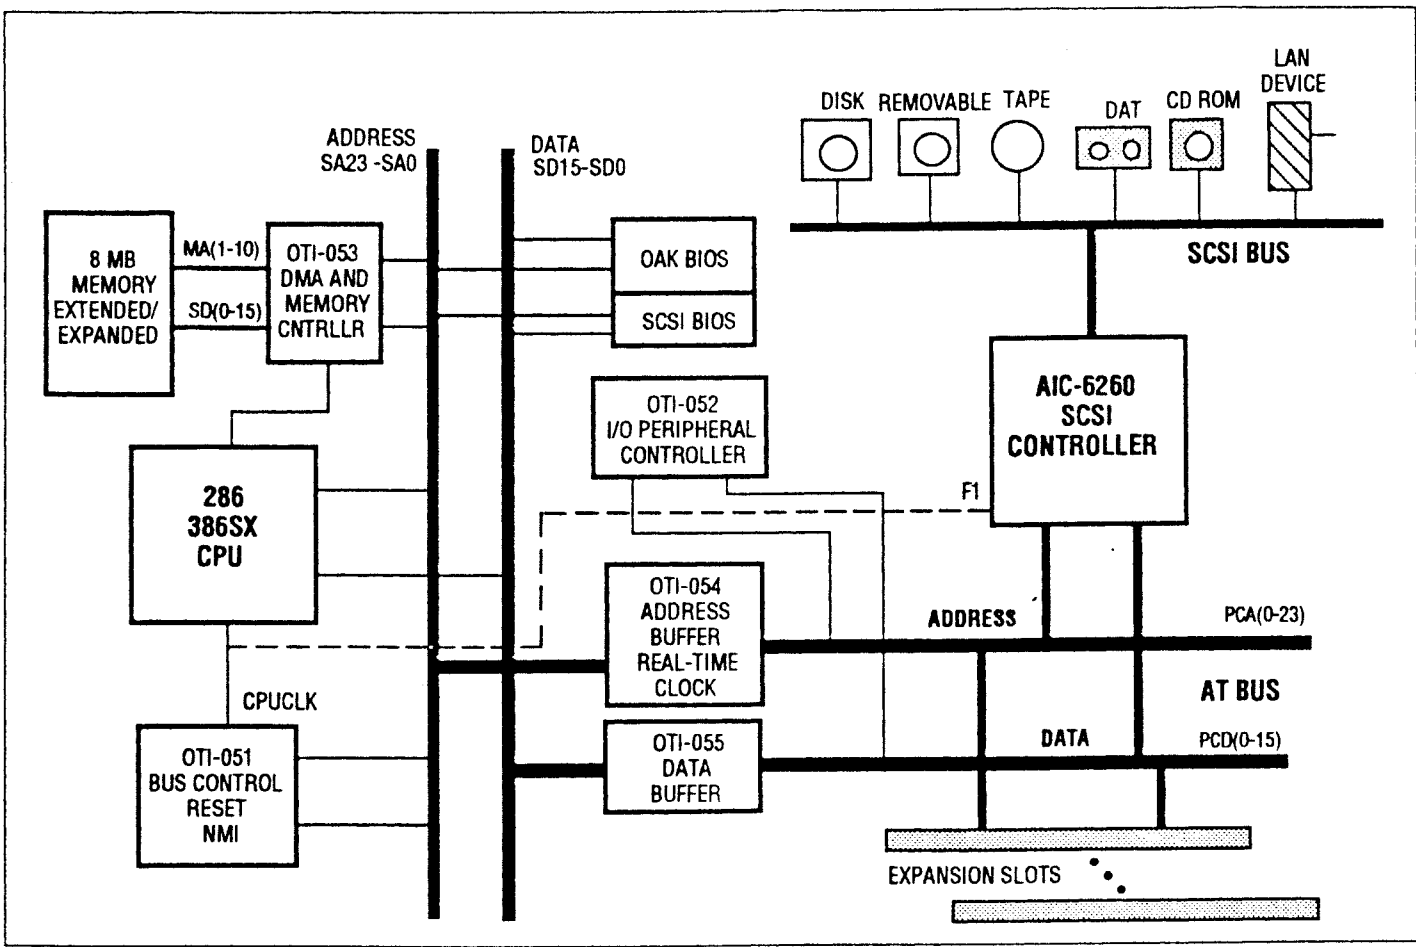 LAN
DEVICE
DISK
REMOVABLE
TAPE
DAT
CD ROM
ADDRESS
SA23 -SA0
DATA
SD15-SD0
8 MB
MEMORY
EXTENDED/
EXPANDED
MA(1-10)
SD(0-15)
OTI-053
DMA AND
MEMORY
CNTRLLR
OAK BIOS
SCSI BIOS
SCSI BUS
OTI-052
I/O PERIPHERAL
CONTROLLER
AIC-6260
SCSI
CONTROLLER
286
386SX
CPU
F1
OTI-054
ADDRESS
BUFFER
REAL-TIME
CLOCK
ADDRESS
PCA(0-23)
CPUCLK
AT BUS
OTI-051
BUS CONTROL
RESET
NMI
OTI-055
DATA
BUFFER
DATA
PCD(0-15)
EXPANSION SLOTS